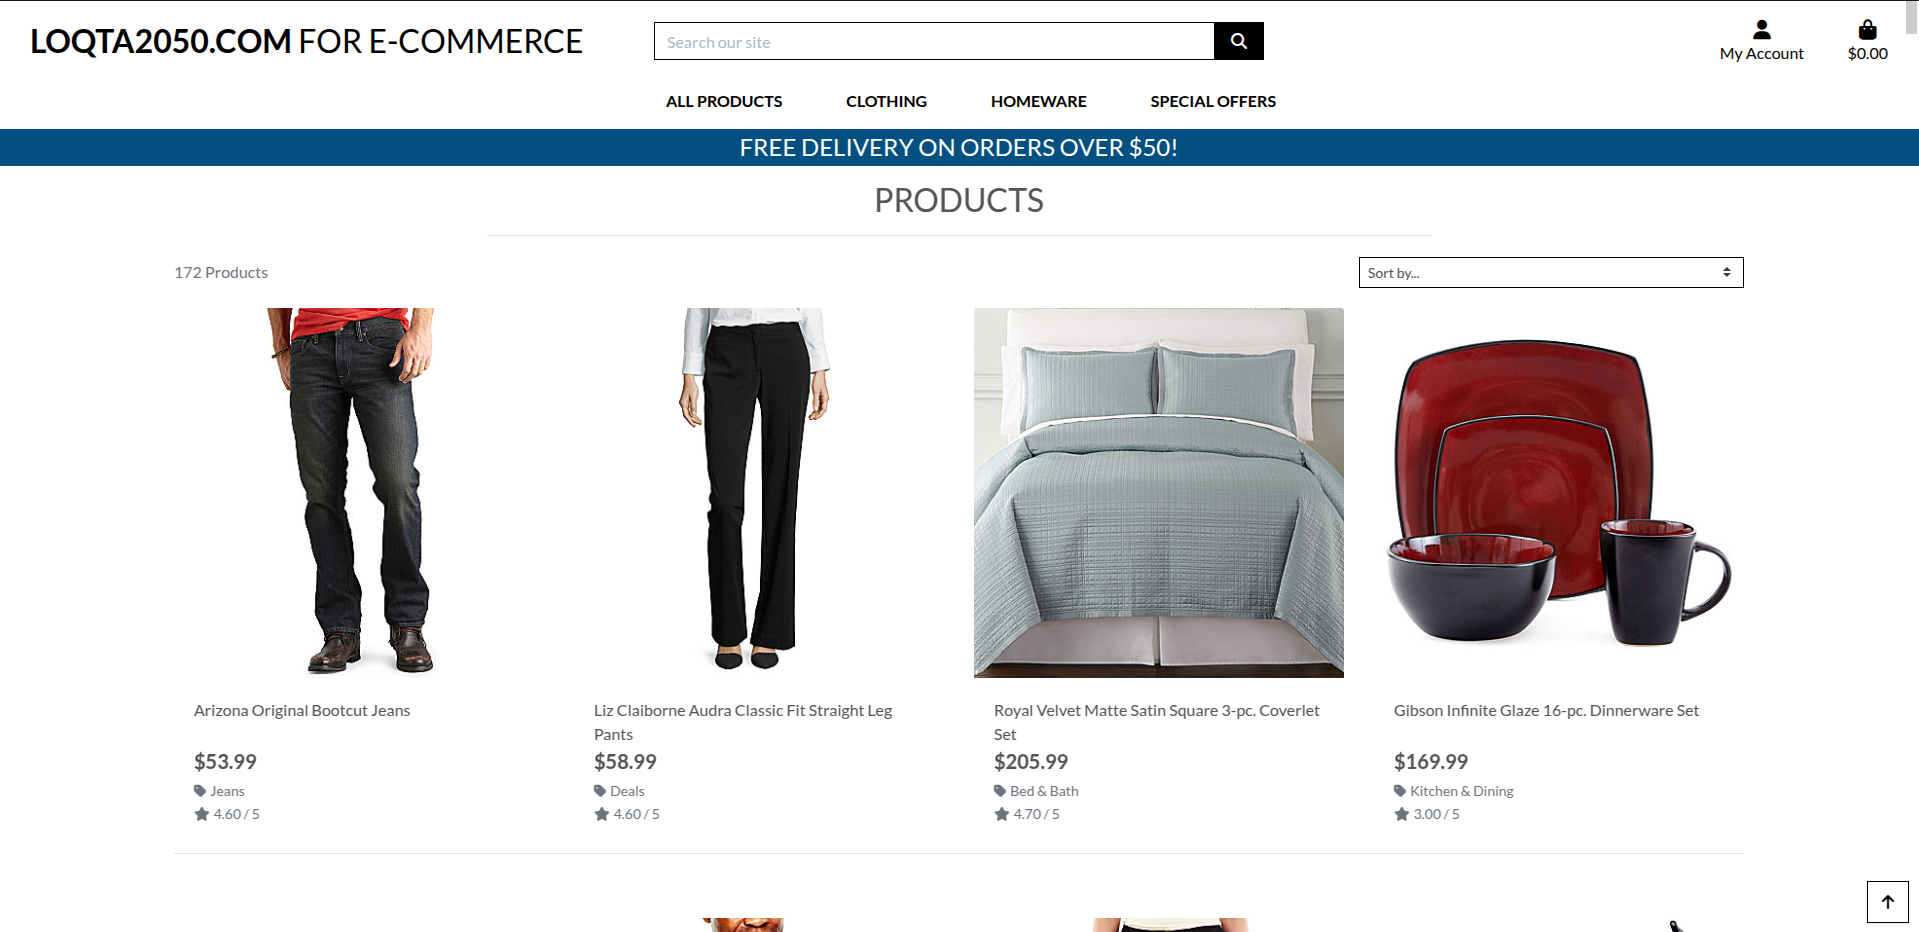 LOQTA2050.COM FOR E-COMMERCE
Search our site
My Account
$0.00
ALL PRODUCTS
CLOTHING
HOMEWARE
SPECIAL OFFERS
FREE DELIVERY ON ORDERS OVER $50!
PRODUCTS
172 Products
Sort by...
Arizona Original Bootcut Jeans
$53.99
Jeans
4.60 / 5
Liz Claiborne Audra Classic Fit Straight Leg
Pants
$58.99
Deals
4.60 / 5
Royal Velvet Matte Satin Square 3-pc. Coverlet
Set
$205.99
Bed & Bath
4.70 / 5
Gibson Infinite Glaze 16-pc. Dinnerware Set
$169.99
Kitchen & Dining
3.00 / 5